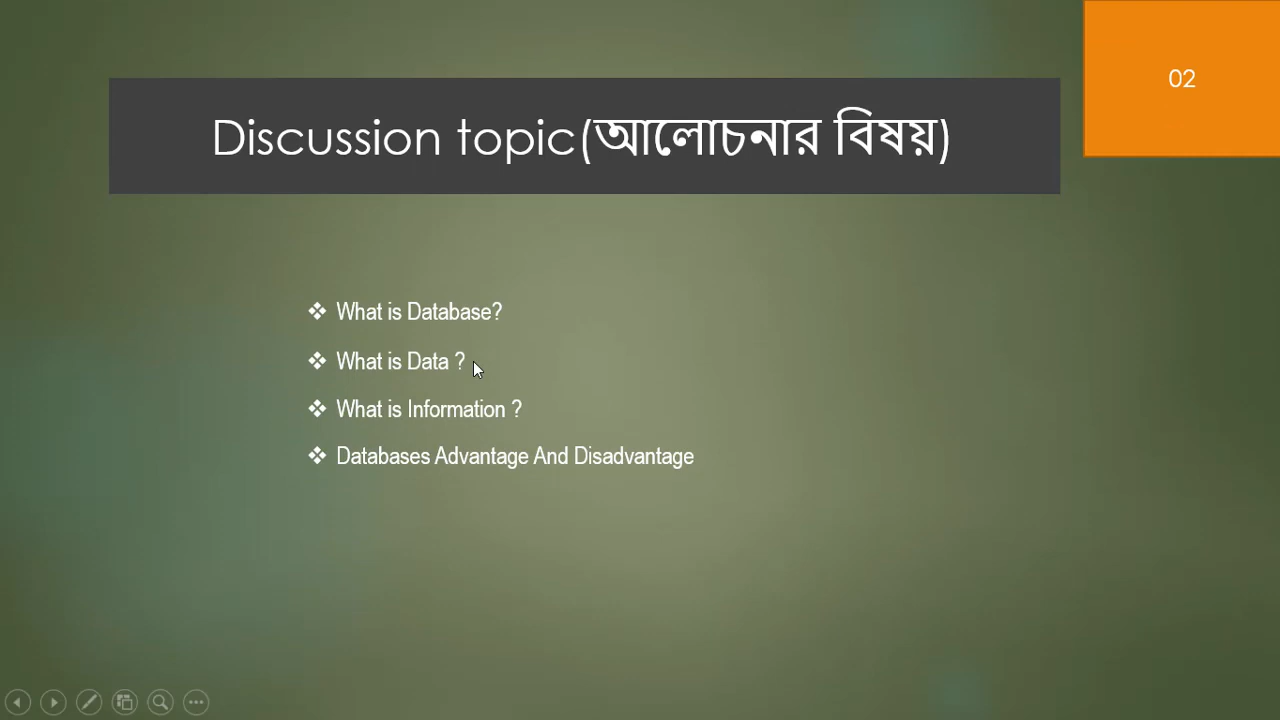 02
Discussion topic(আলোচনার বিষয়)
❖ What is Database?
❖ What is Data ?
❖ What is Information ?
❖ Databases Advantage And Disadvantage